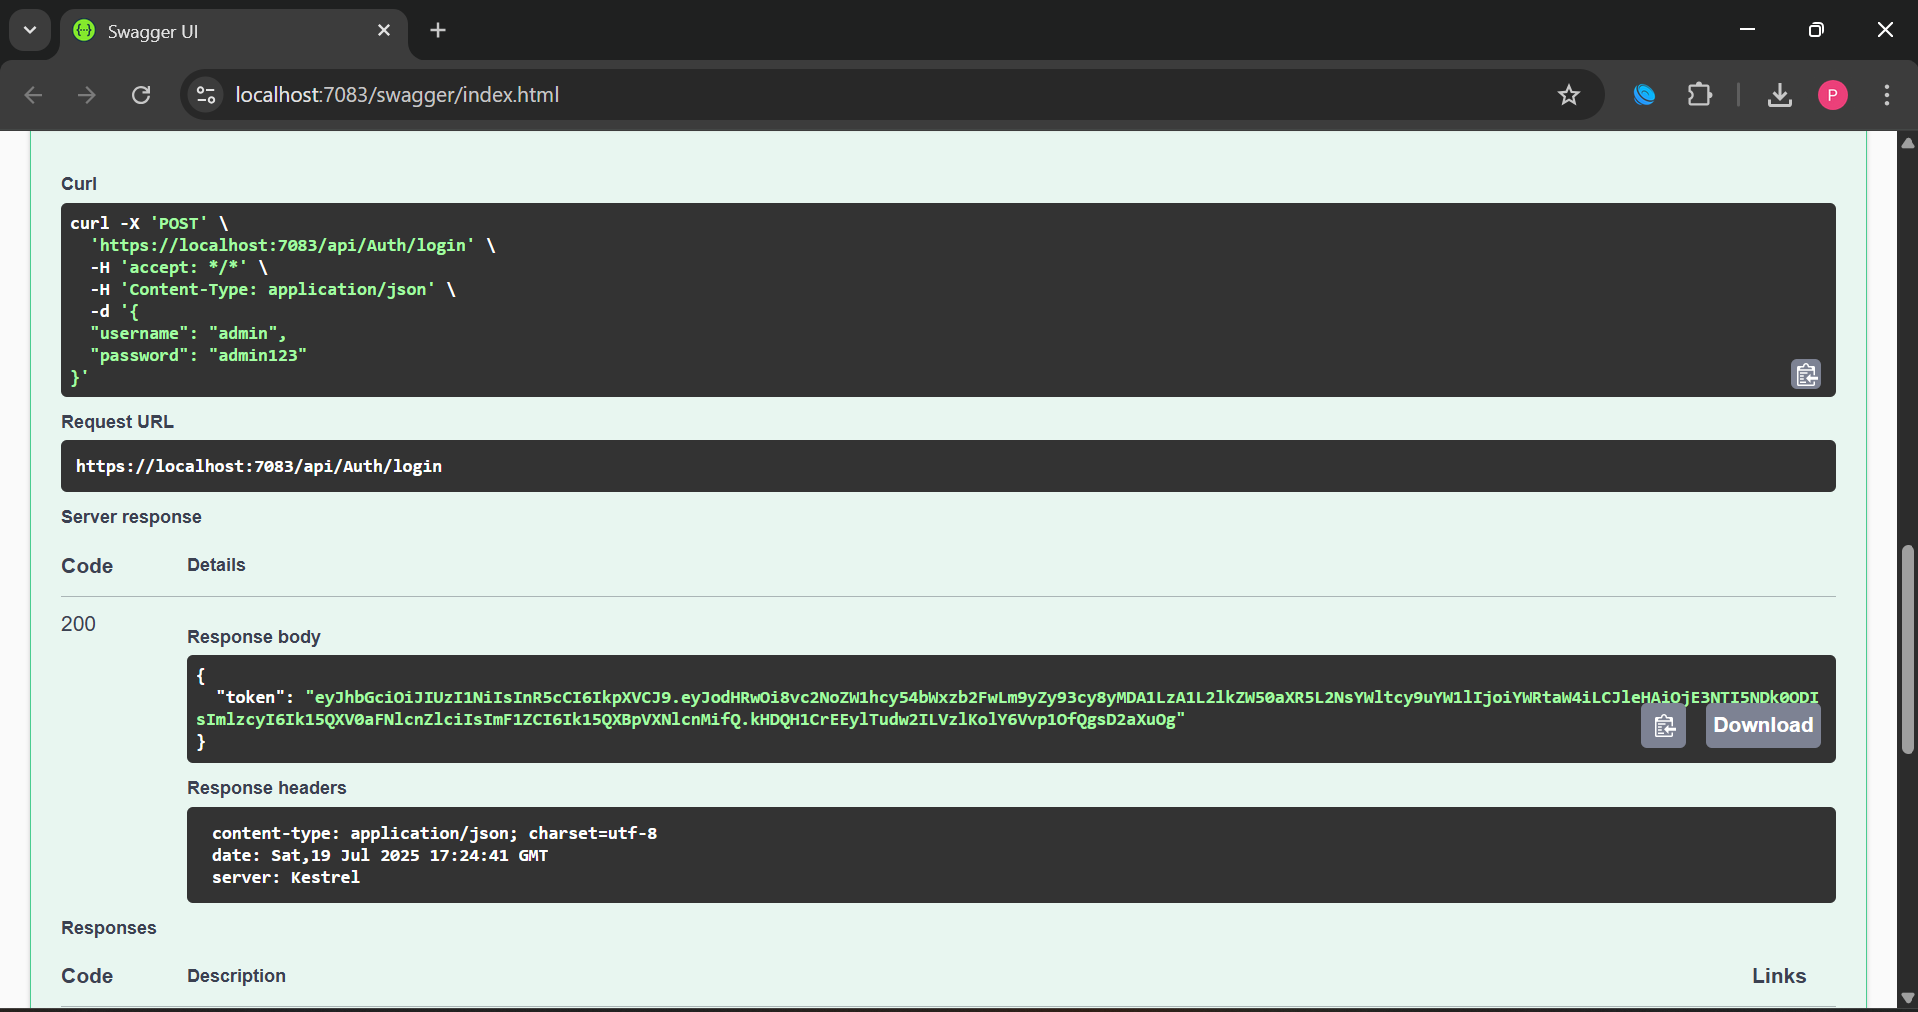 Swagger UI
localhost:7083/swagger/index.html
P
Curl
curl -X 'POST' \
'https://localhost:7083/api/Auth/login' \
-H 'accept: */*' \
-H 'Content-Type: application/json' \
-d '{
"username": "admin",
"password": "admin123"
}'
Request URL
https://localhost:7083/api/Auth/login
Server response
Code Details
200
Response body
{
"token": "eyJhbGciOiJIUzI1NiIsInR5cCI6IkpXVCJ9.eyJodHRwOi8vc2NoZW1hcy54bWxzb2FwLm9yZy93cy8yMDA1LzA1L2lkZW50aXR5L2NsYWltcy9uYW1lIjoiYWRtaW4iLCJleHAiOjE3NTI5NDk0ODI
sImlzcyI6Ik15QXV0aFNlcnZlciIsImF1ZCI6Ik15QXBpVXNlcnMifQ.kHDQH1CrEEylTudw2ILVzlKolY6Vvp1OfQgsD2aXuOg"
}
Download
Response headers
content-type: application/json; charset=utf-8
date: Sat,19 Jul 2025 17:24:41 GMT
server: Kestrel
Responses
Code Description Links